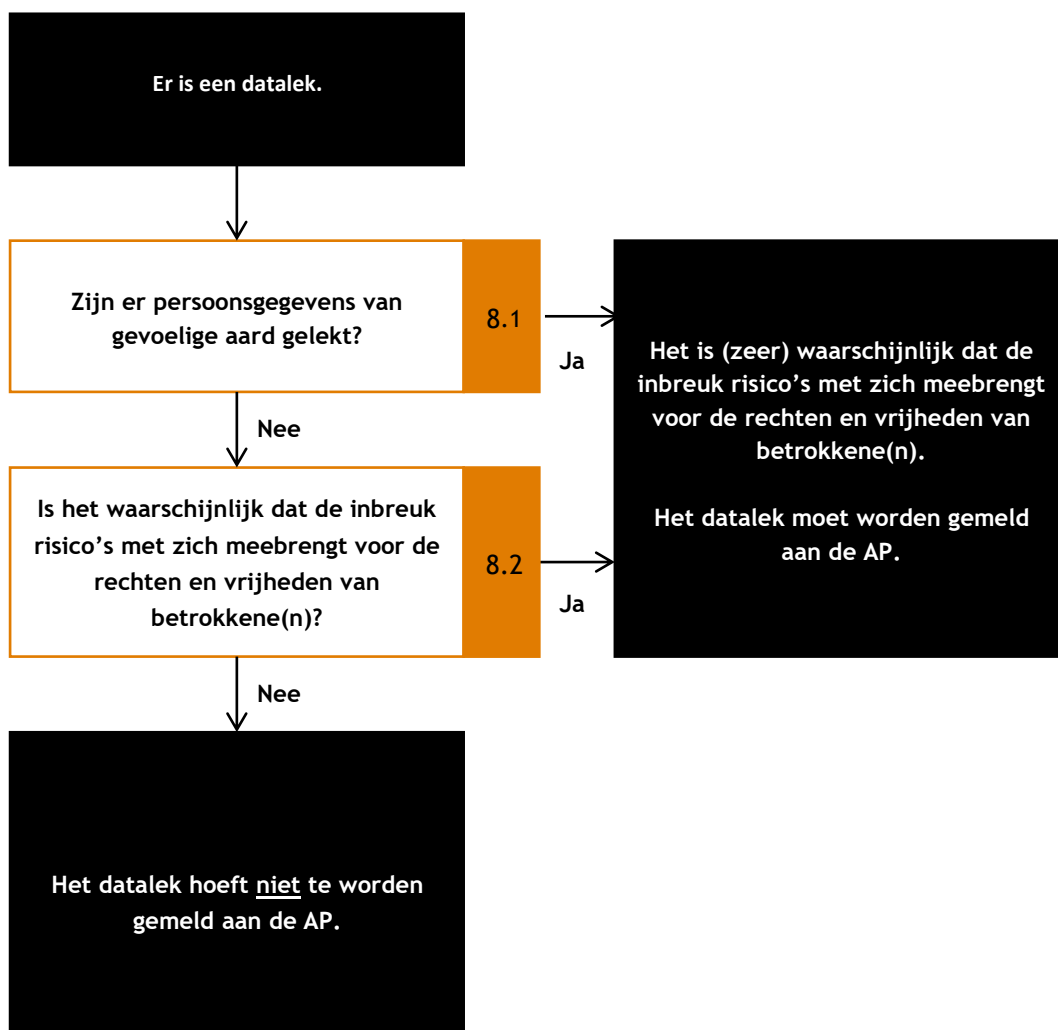 Er is een datalek.
Zijn er persoonsgegevens van
gevoelige aard gelekt?
8.1
Ja
Het is (zeer) waarschijnlijk dat de
inbreuk risico’s met zich meebrengt
voor de rechten en vrijheden van
betrokkene(n).
Het datalek moet worden gemeld
aan de AP.
Nee
Is het waarschijnlijk dat de inbreuk
risico’s met zich meebrengt voor de
rechten en vrijheden van
betrokkene(n)?
8.2
Ja
Nee
Het datalek hoeft niet te worden
gemeld aan de AP.